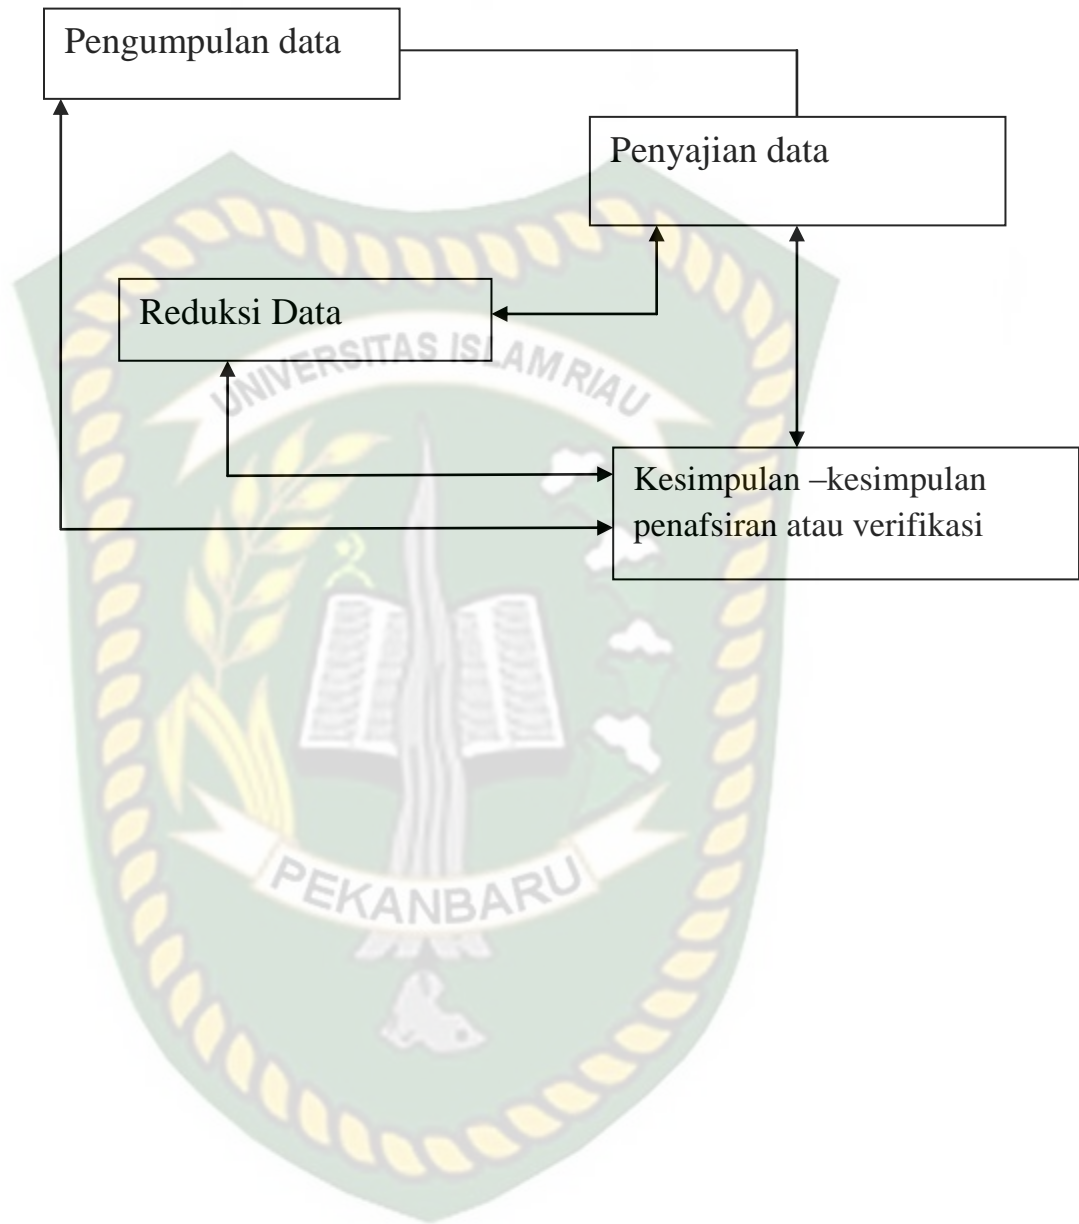 Pengumpulan data
Penyajian data
Reduksi Data
UNIVERSITAS ISLAM RIAU
Kesimpulan –kesimpulan
penafsiran atau verifikasi
PEKANBARU